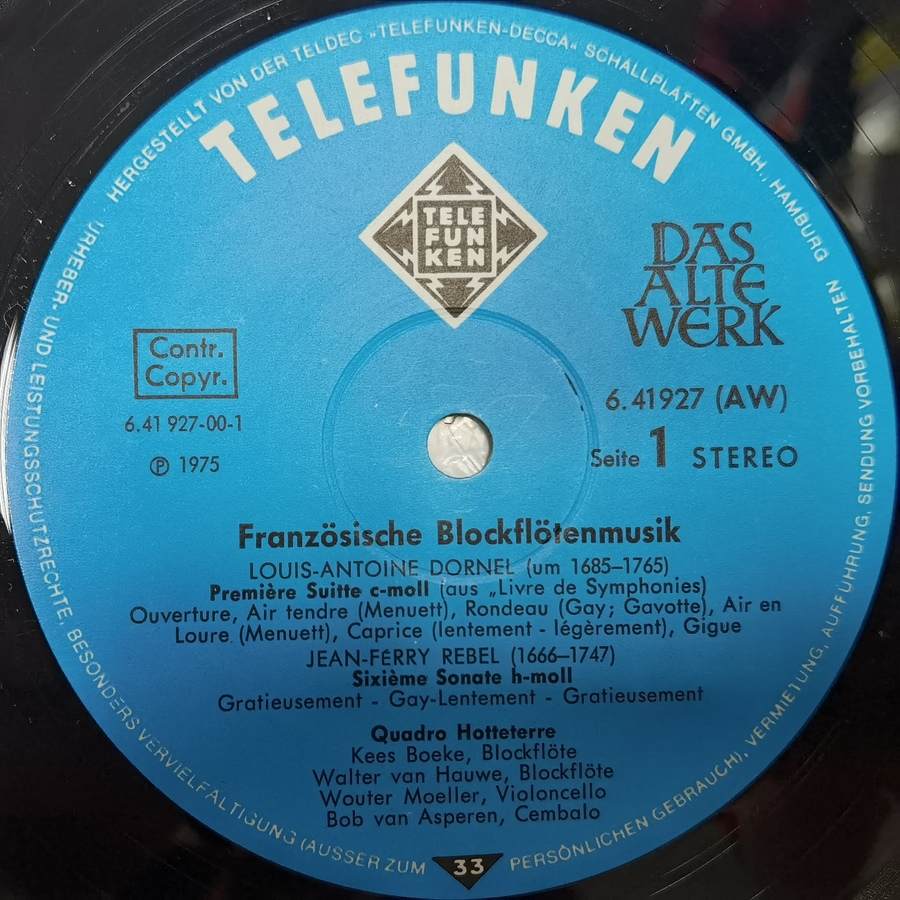 HERGESTELLT VON DER TELDEC „TELEFUNKEN-DECCA“ SCHALLPLATTEN GMBH., HAMBURG
TELEFUNKEN
TELE
FUN
KEN
DAS
ALTE
WERK
Contr.
Copyr.
6.41 927-00-1
℗ 1975
6.41927 (AW)
Seite 1 STEREO
Französische Blockflötenmusik
LOUIS-ANTOINE DORNEL (um 1685–1765)
Première Suitte c-moll (aus „Livre de Symphonies)
Ouverture, Air tendre (Menuett), Rondeau (Gay; Gavotte), Air en
Loure (Menuett), Caprice (lentement - légèrement), Gigue
JEAN-FERRY REBEL (1666–1747)
Sixième Sonate h-moll
Gratieusement - Gay-Lentement - Gratieusement
Quadro Hotteterre
Kees Boeke, Blockflöte
Walter van Hauwe, Blockflöte
Wouter Moeller, Violoncello
Bob van Asperen, Cembalo
URHEBER- UND LEISTUNGSSCHUTZRECHTE, BESONDERS VERVIELFÄLTIGUNG (AUSSER ZUM PERSÖNLICHEN GEBRAUCH), VERMIETUNG, AUFFÜHRUNG, SENDUNG VORBEHALTEN
33